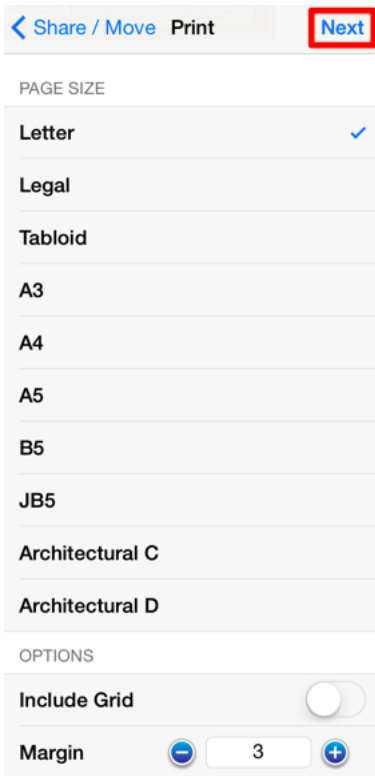 Share / Move Print Next
PAGE SIZE
Letter
Legal
Tabloid
A3
A4
A5
B5
JB5
Architectural C
Architectural D
OPTIONS
Include Grid
Margin 3